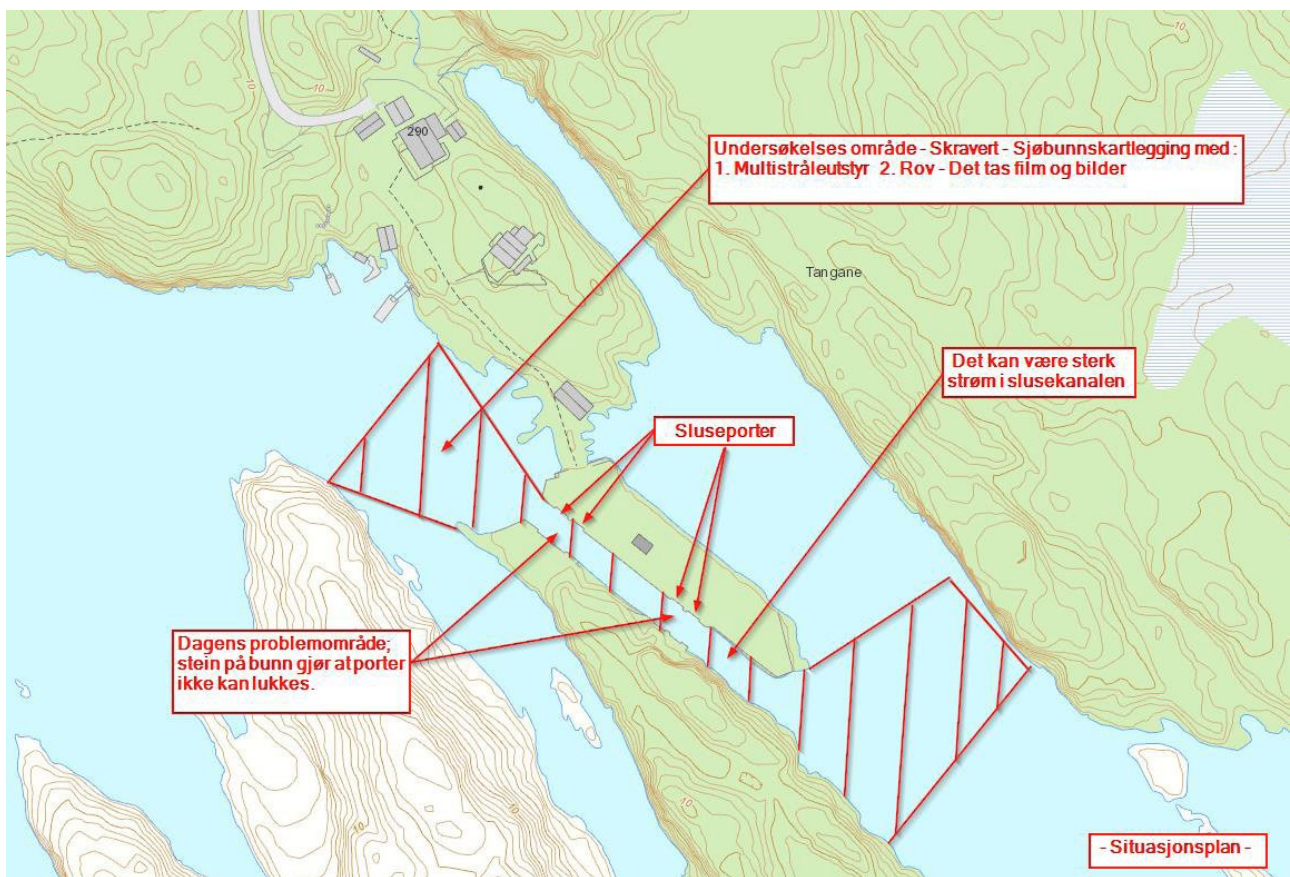 10
10
10
290
Undersøkelses område - Skravert - Sjøbunnskartlegging med :
1. Multistråleutstyr 2. Rov - Det tas film og bilder
Tangane
Det kan være sterk
strøm i slusekanalen
Sluseporter
Dagens problemområde;
stein på bunn gjør at porter
ikke kan lukkes.
10
10
- Situasjonsplan -